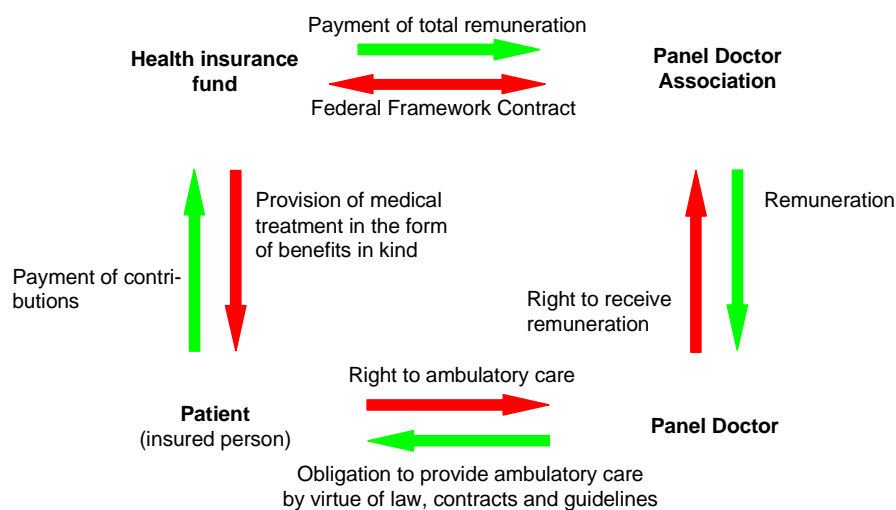 Payment of total remuneration
Health insurance
fund
Panel Doctor
Association
Federal Framework Contract
Provision of medical
treatment in the form
of benefits in kind
Remuneration
Payment of contri-
butions
Right to receive
remuneration
Right to ambulatory care
Patient
(insured person)
Panel Doctor
Obligation to provide ambulatory care
by virtue of law, contracts and guidelines